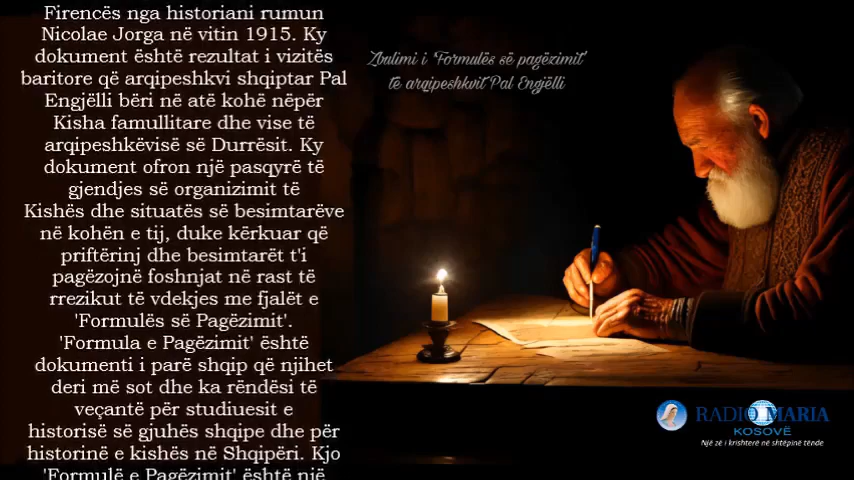 Firencës nga historiani rumun
Nicolae Jorga në vitin 1915. Ky
dokument është rezultat i vizitës
baritore që arqipeshkvi shqiptar Pal
Engjëlli bëri në atë kohë nëpër
Kisha famullitare dhe vise të
arqipeshkëvisë së Durrësit. Ky
dokument ofron një pasqyrë të
gjendjes së organizimit të
Kishës dhe situatës së besimtarëve
në kohën e tij, duke kërkuar që
priftërinj dhe besimtarët t'i
pagëzojnë foshnjat në rast të
rrezikut të vdekjes me fjalët e
'Formulës së Pagëzimit'.
'Formula e Pagëzimit' është
dokumenti i parë shqip që njihet
deri më sot dhe ka rëndësi të
veçantë për studiuesit e
historisë së gjuhës shqipe dhe për
historinë e kishës në Shqipëri. Kjo
'Formulë e Pagëzimit' është një
Zbulimi i 'Formulës së pagëzimit'
të arqipeshkvit Pal Engjëlli
RADIO MARIA
KOSOVË
Një zë i krishterë në shtëpinë tënde